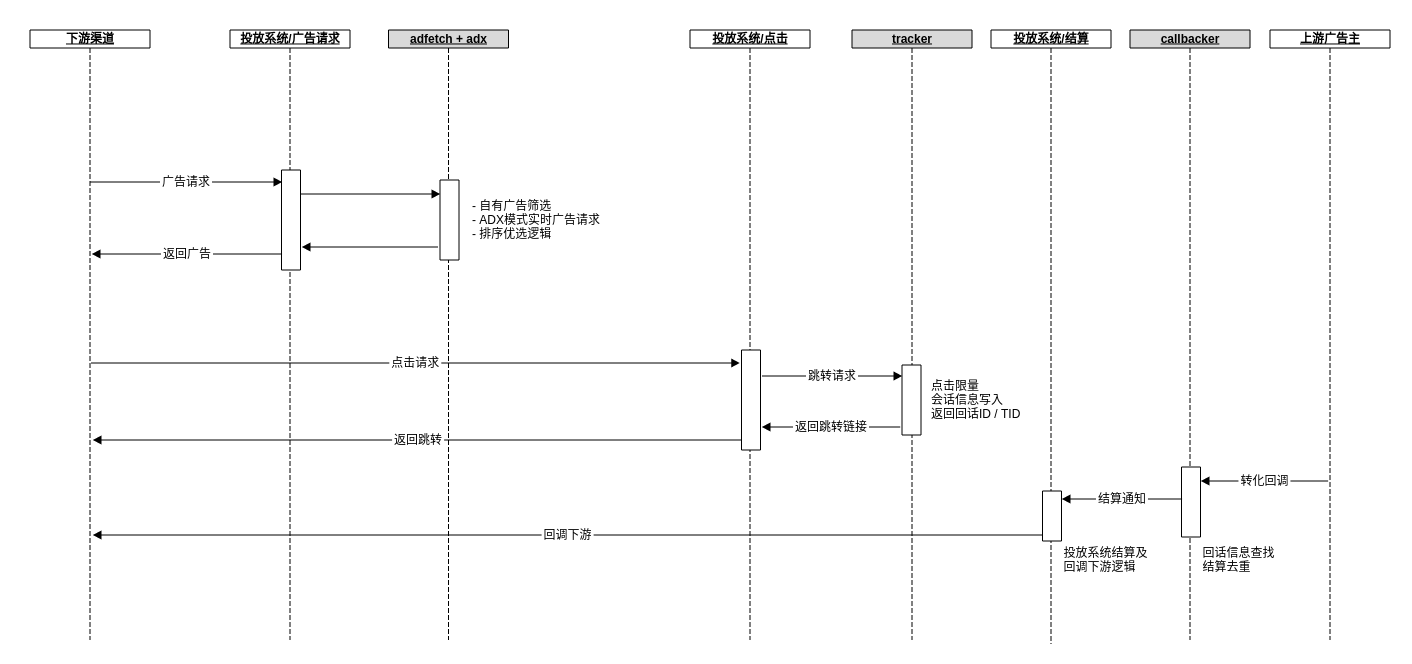 下游渠道
投放系统/广告请求
adfetch + adx
投放系统/点击
tracker
投放系统/结算
callbacker
上游广告主
广告请求
- 自有广告筛选
- ADX模式实时广告请求
- 排序优选逻辑
返回广告
点击请求
跳转请求
点击限量
会话信息写入
返回回话ID / TID
返回跳转链接
返回跳转
转化回调
结算通知
回调下游
投放系统结算及
回调下游逻辑
回话信息查找
结算去重